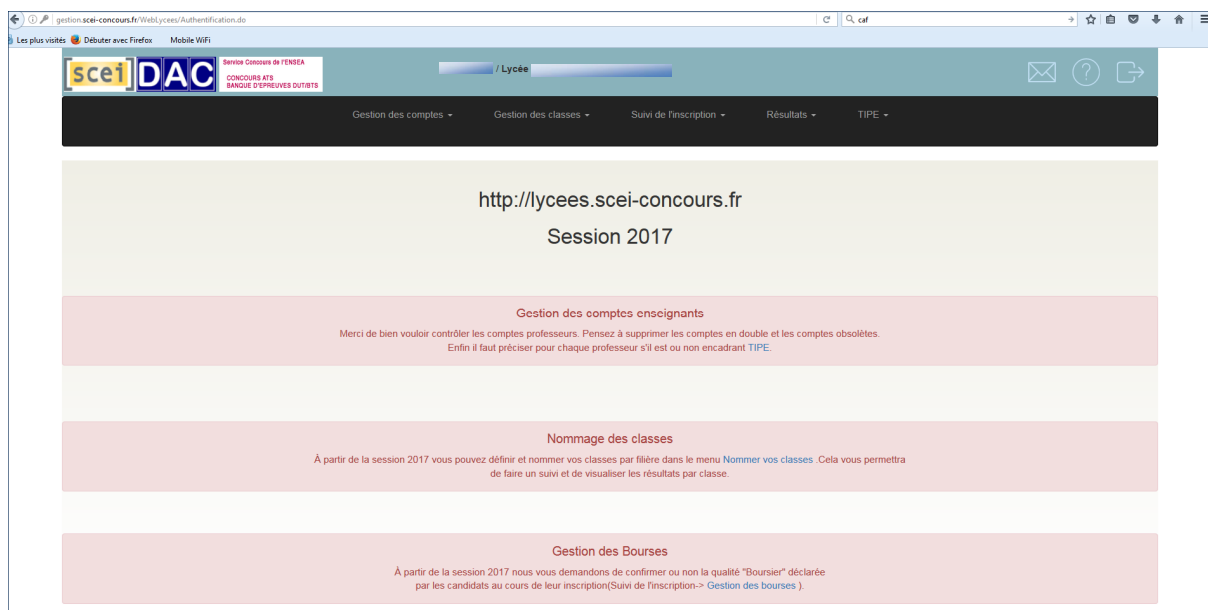 gestion.scei-concours.fr/WebLycees/Authentification.do
caf
Les plus visités Débuter avec Firefox Mobile WiFi
scei DAC
Service Concours de l'ENSEA
CONCOURS ATS
BANQUE D'EPREUVES DUT/BTS
/ Lycée
Gestion des comptes Gestion des classes Suivi de l'inscription Résultats TIPE
http://lycees.scei-concours.fr
Session 2017
Gestion des comptes enseignants
Merci de bien vouloir contrôler les comptes professeurs. Pensez à supprimer les comptes en double et les comptes obsolètes.
Enfin il faut préciser pour chaque professeur s'il est ou non encadrant TIPE.
Nommage des classes
À partir de la session 2017 vous pouvez définir et nommer vos classes par filière dans le menu Nommer vos classes .Cela vous permettra
de faire un suivi et de visualiser les résultats par classe.
Gestion des Bourses
À partir de la session 2017 nous vous demandons de confirmer ou non la qualité "Boursier" déclarée
par les candidats au cours de leur inscription(Suivi de l'inscription-> Gestion des bourses ).